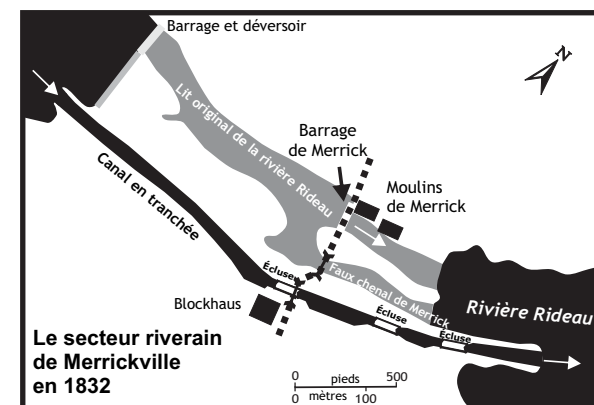 Barrage et déversoir
N
Lit original de la rivière Rideau
Barrage
de Merrick
Moulins
de Merrick
Canal en tranchée
Écluse
Faux chenal de Merrick
Rivière Rideau
Blockhaus
Écluse
Écluse
Le secteur riverain
de Merrickville
en 1832
0 pieds 500
0 mètres 100